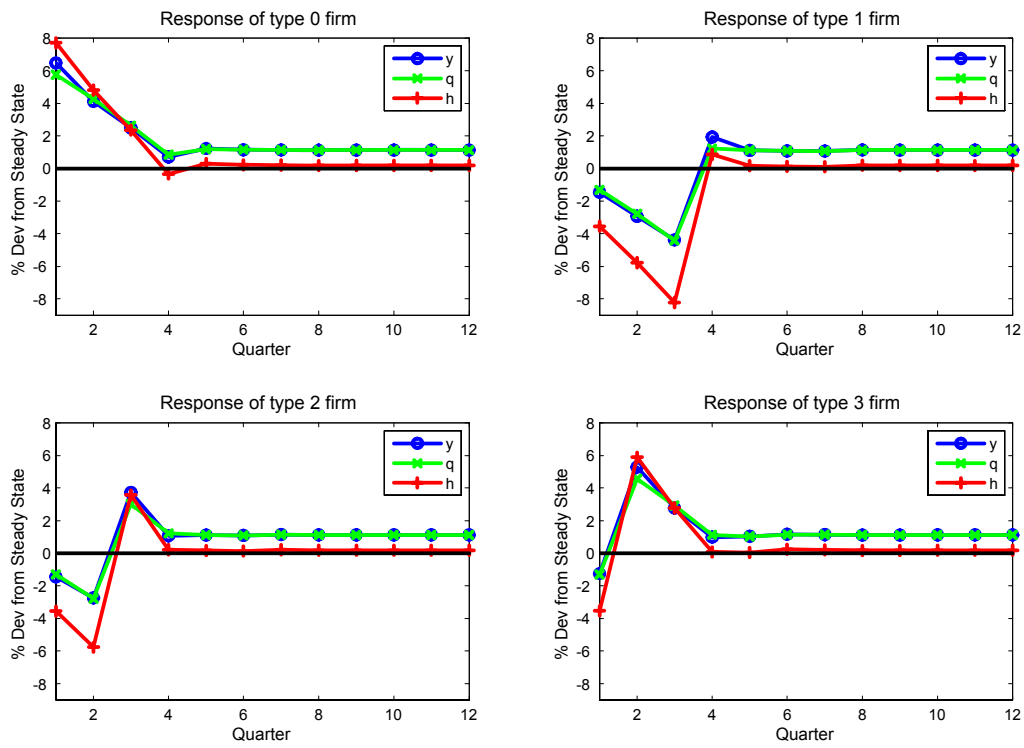 Response of type 0 firm
% Dev from Steady State
8
6
4
2
0
-2
-4
-6
-8
2 4 6 8 10 12
Quarter
y
q
h
Response of type 1 firm
% Dev from Steady State
8
6
4
2
0
-2
-4
-6
-8
2 4 6 8 10 12
Quarter
y
q
h
Response of type 2 firm
% Dev from Steady State
8
6
4
2
0
-2
-4
-6
-8
2 4 6 8 10 12
Quarter
y
q
h
Response of type 3 firm
% Dev from Steady State
8
6
4
2
0
-2
-4
-6
-8
2 4 6 8 10 12
Quarter
y
q
h